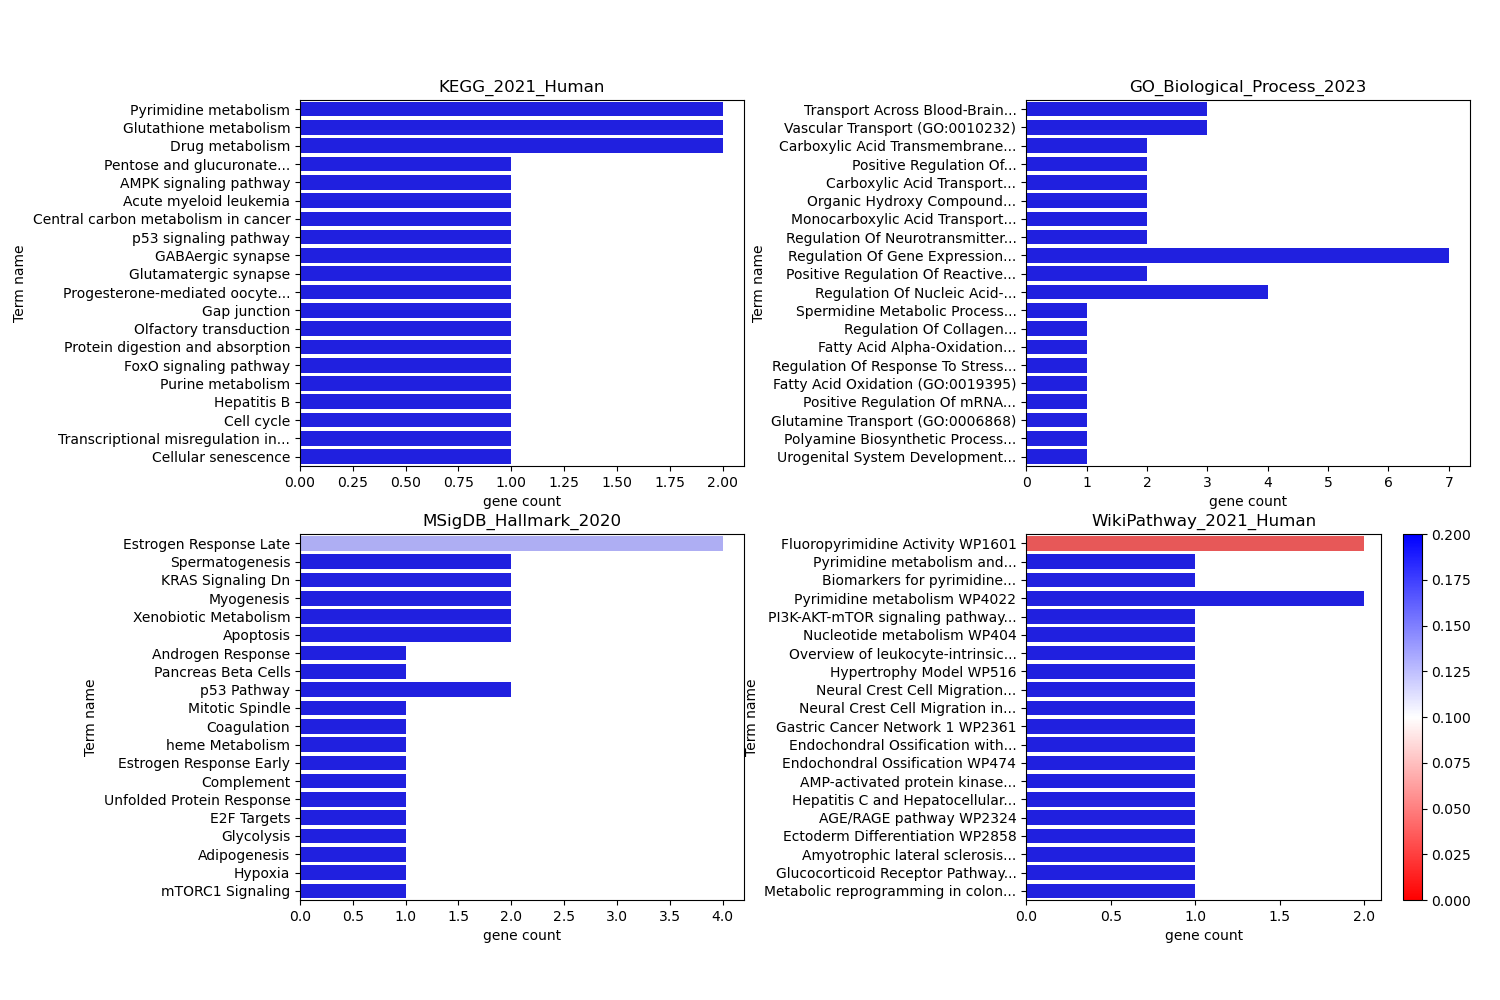 KEGG_2021_Human
Pyrimidine metabolism
Glutathione metabolism
Drug metabolism
Pentose and glucuronate...
AMPK signaling pathway
Acute myeloid leukemia
Central carbon metabolism in cancer
p53 signaling pathway
GABAergic synapse
Glutamatergic synapse
Progesterone-mediated oocyte...
Gap junction
Olfactory transduction
Protein digestion and absorption
FoxO signaling pathway
Purine metabolism
Hepatitis B
Cell cycle
Transcriptional misregulation in...
Cellular senescence
Term name
0.00 0.25 0.50 0.75 1.00 1.25 1.50 1.75 2.00
gene count
GO_Biological_Process_2023
Transport Across Blood-Brain...
Vascular Transport (GO:0010232)
Carboxylic Acid Transmembrane...
Positive Regulation Of...
Carboxylic Acid Transport...
Organic Hydroxy Compound...
Monocarboxylic Acid Transport...
Regulation Of Neurotransmitter...
Regulation Of Gene Expression...
Positive Regulation Of Reactive...
Regulation Of Nucleic Acid-...
Spermidine Metabolic Process...
Regulation Of Collagen...
Fatty Acid Alpha-Oxidation...
Regulation Of Response To Stress...
Fatty Acid Oxidation (GO:0019395)
Positive Regulation Of mRNA...
Glutamine Transport (GO:0006868)
Polyamine Biosynthetic Process...
Urogenital System Development...
Term name
0 1 2 3 4 5 6 7
gene count
MSigDB_Hallmark_2020
Estrogen Response Late
Spermatogenesis
KRAS Signaling Dn
Myogenesis
Xenobiotic Metabolism
Apoptosis
Androgen Response
Pancreas Beta Cells
p53 Pathway
Mitotic Spindle
Coagulation
heme Metabolism
Estrogen Response Early
Complement
Unfolded Protein Response
E2F Targets
Glycolysis
Adipogenesis
Hypoxia
mTORC1 Signaling
Term name
0.0 0.5 1.0 1.5 2.0 2.5 3.0 3.5 4.0
gene count
WikiPathway_2021_Human
Fluoropyrimidine Activity WP1601
Pyrimidine metabolism and...
Biomarkers for pyrimidine...
Pyrimidine metabolism WP4022
PI3K-AKT-mTOR signaling pathway...
Nucleotide metabolism WP404
Overview of leukocyte-intrinsic...
Hypertrophy Model WP516
Neural Crest Cell Migration...
Neural Crest Cell Migration in...
Gastric Cancer Network 1 WP2361
Endochondral Ossification with...
Endochondral Ossification WP474
AMP-activated protein kinase...
Hepatitis C and Hepatocellular...
AGE/RAGE pathway WP2324
Ectoderm Differentiation WP2858
Amyotrophic lateral sclerosis...
Glucocorticoid Receptor Pathway...
Metabolic reprogramming in colon...
Term name
0.0 0.5 1.0 1.5 2.0
gene count
0.200
0.175
0.150
0.125
0.100
0.075
0.050
0.025
0.000